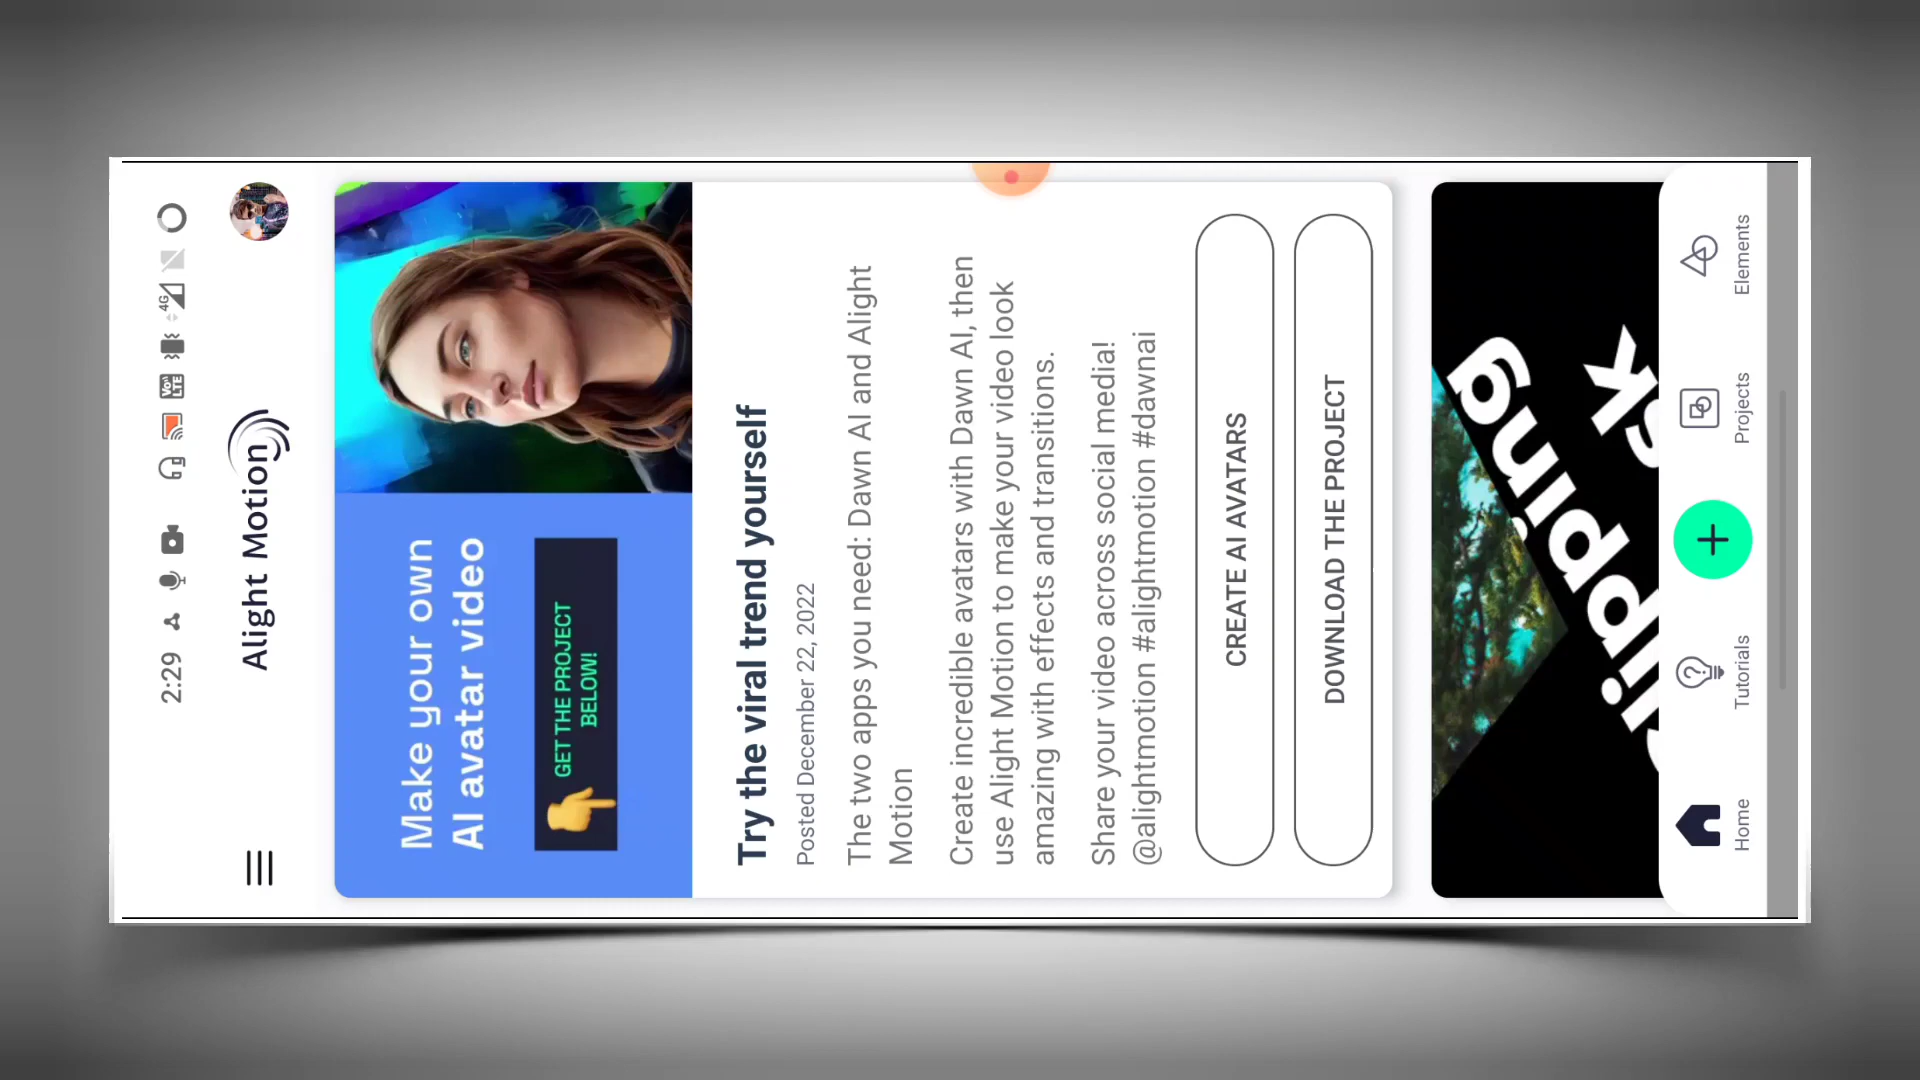 2:29
4G
Vo))
LTE
Alight Motion
Make your own
AI avatar video
GET THE PROJECT
BELOW!
Try the viral trend yourself
Posted December 22, 2022
The two apps you need: Dawn AI and Alight
Motion
Create incredible avatars with Dawn AI, then
use Alight Motion to make your video look
amazing with effects and transitions.
Share your video across social media!
@alightmotion #alightmotion #dawnai
CREATE AI AVATARS
DOWNLOAD THE PROJECT
Home
Tutorials
Projects
Elements